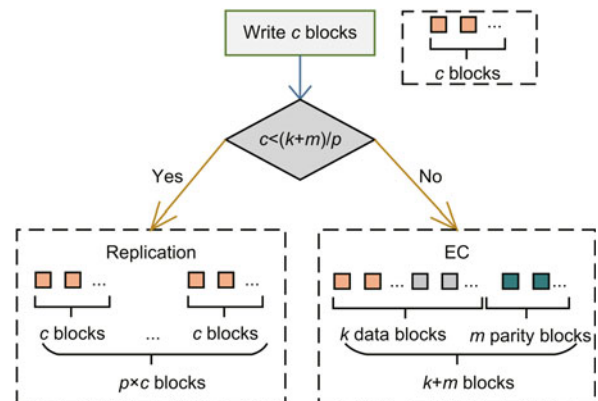 Write c blocks
...
c blocks
c<(k+m)/p
Yes
No
Replication
... ...
c blocks ... c blocks
p×c blocks
EC
... ... ...
k data blocks m parity blocks
k+m blocks